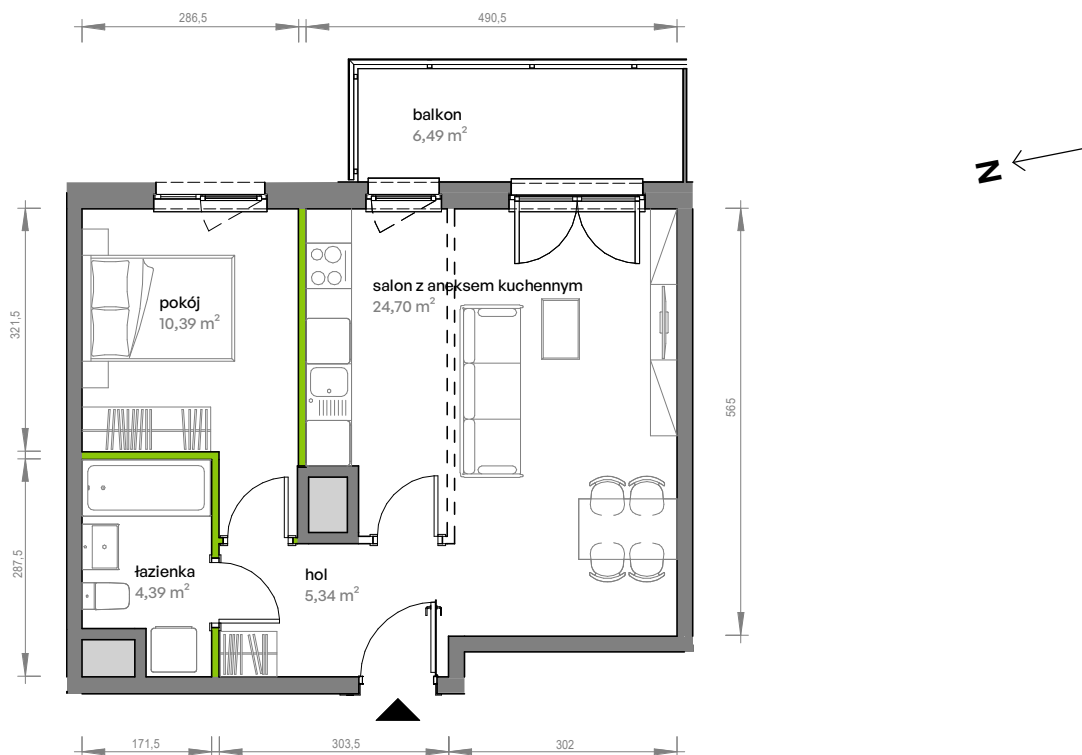 286,5
490,5
balkon
6,49 m²
N
salon z aneksem kuchennym
24,70 m²
pokój
10,39 m²
321,5
565
łazienka
4,39 m²
hol
5,34 m²
287,5
171,5
303,5
302